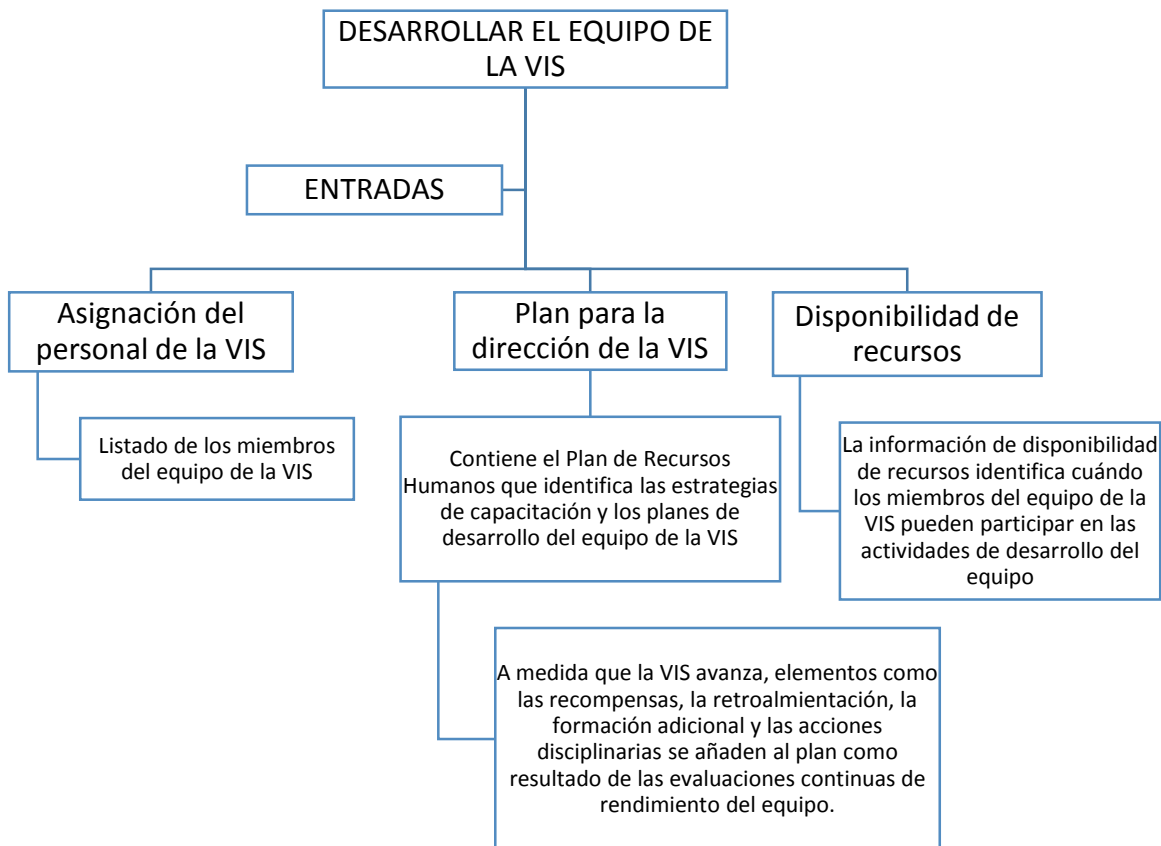 DESARROLLAR EL EQUIPO DE
LA VIS
ENTRADAS
Asignación del
personal de la VIS
Listado de los miembros
del equipo de la VIS
Plan para la
dirección de la VIS
Contiene el Plan de Recursos
Humanos que identifica las estrategias
de capacitación y los planes de
desarrollo del equipo de la VIS
A medida que la VIS avanza, elementos como
las recompensas, la retroalmientación, la
formación adicional y las acciones
disciplinarias se añaden al plan como
resultado de las evaluaciones continuas de
rendimiento del equipo.
Disponibilidad de
recursos
La información de disponibilidad
de recursos identifica cuándo
los miembros del equipo de la
VIS pueden participar en las
actividades de desarrollo del
equipo